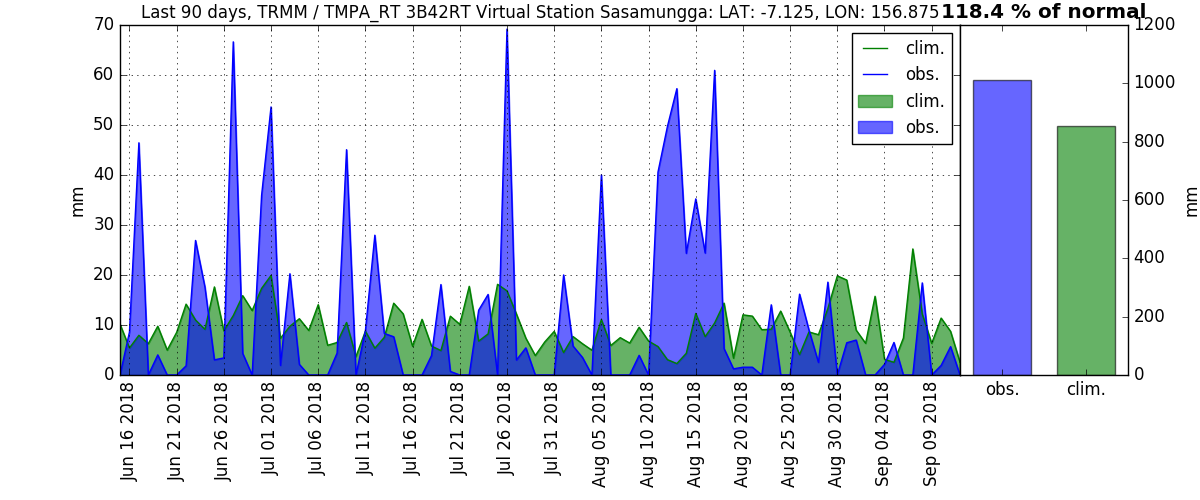 Last 90 days, TRMM / TMPA_RT 3B42RT Virtual Station Sasamungga: LAT: -7.125, LON: 156.875
118.4 % of normal
70
60
50
40
30
20
10
0
mm
clim.
obs.
clim.
obs.
1200
1000
800
600
400
200
0
mm
obs.
clim.
Jun 16 2018
Jun 21 2018
Jun 26 2018
Jul 01 2018
Jul 06 2018
Jul 11 2018
Jul 16 2018
Jul 21 2018
Jul 26 2018
Jul 31 2018
Aug 05 2018
Aug 10 2018
Aug 15 2018
Aug 20 2018
Aug 25 2018
Aug 30 2018
Sep 04 2018
Sep 09 2018